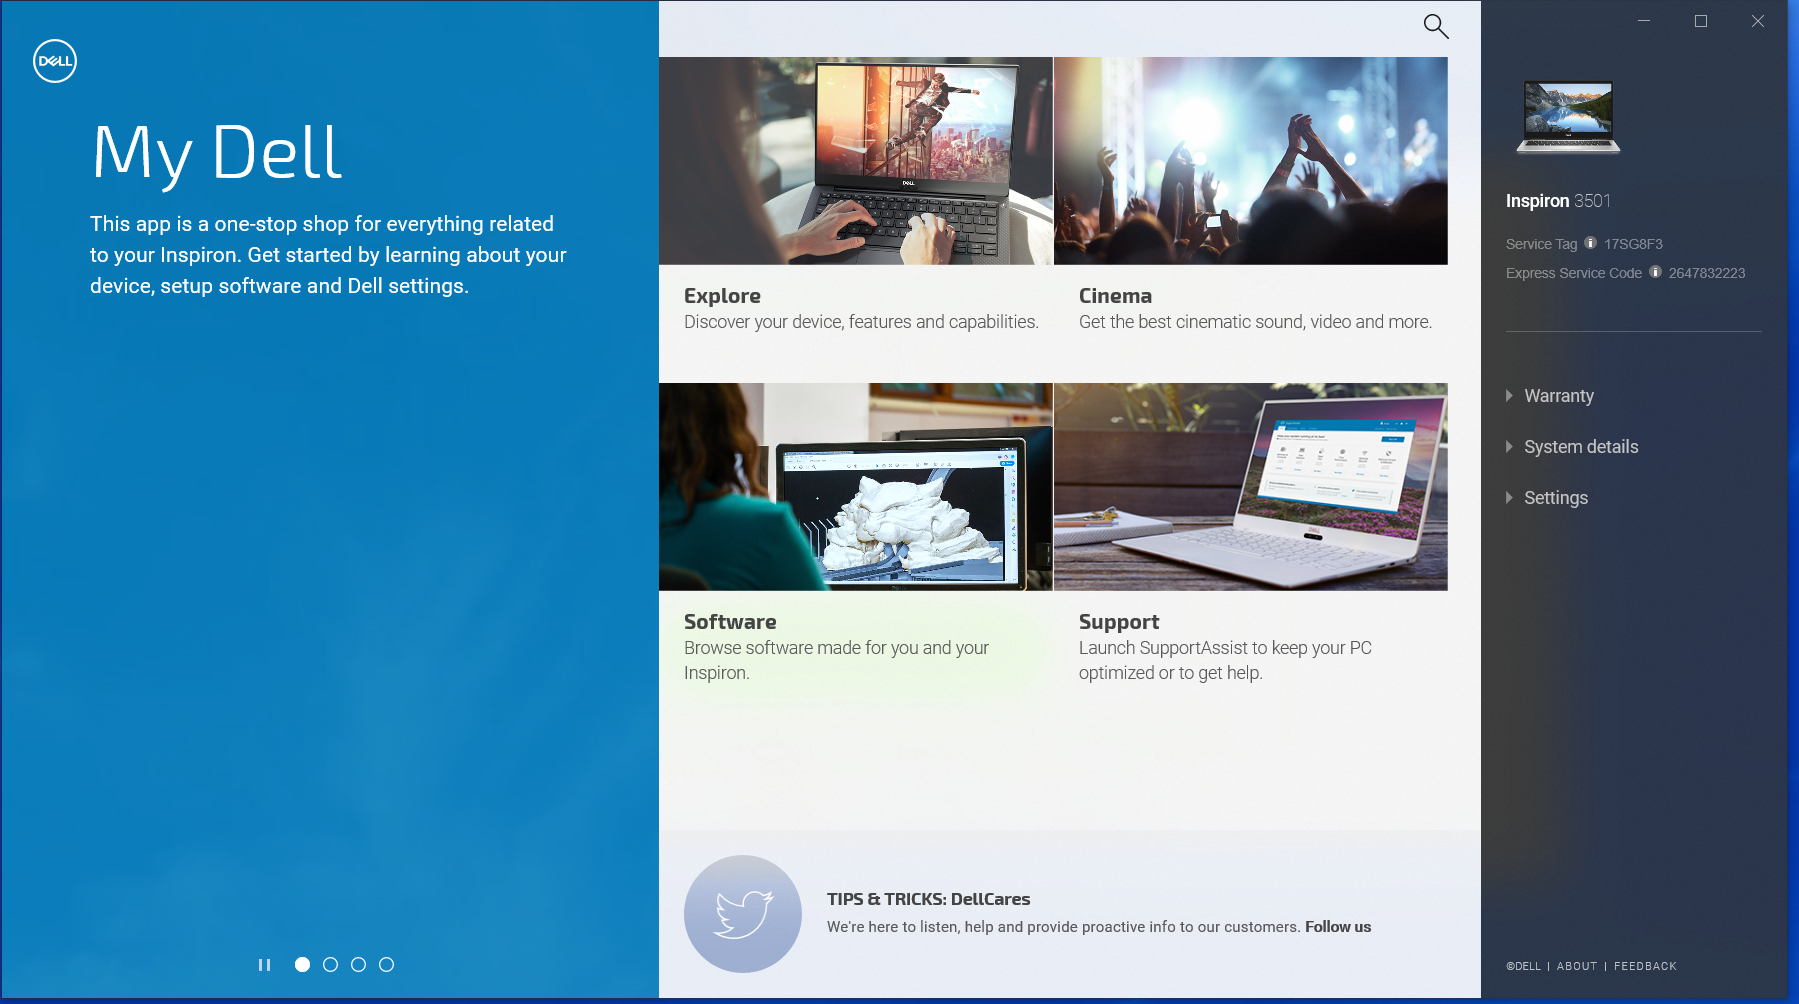 DELL
My Dell
This app is a one-stop shop for everything related
to your Inspiron. Get started by learning about your
device, setup software and Dell settings.
DELL
Explore
Discover your device, features and capabilities.
Cinema
Get the best cinematic sound, video and more.
Software
Browse software made for you and your
Inspiron.
Support
Launch SupportAssist to keep your PC
optimized or to get help.
TIPS & TRICKS: DellCares
We're here to listen, help and provide proactive info to our customers. Follow us
Inspiron 3501
Service Tag 17SG8F3
Express Service Code 2647832223
Warranty
System details
Settings
©DELL | ABOUT | FEEDBACK